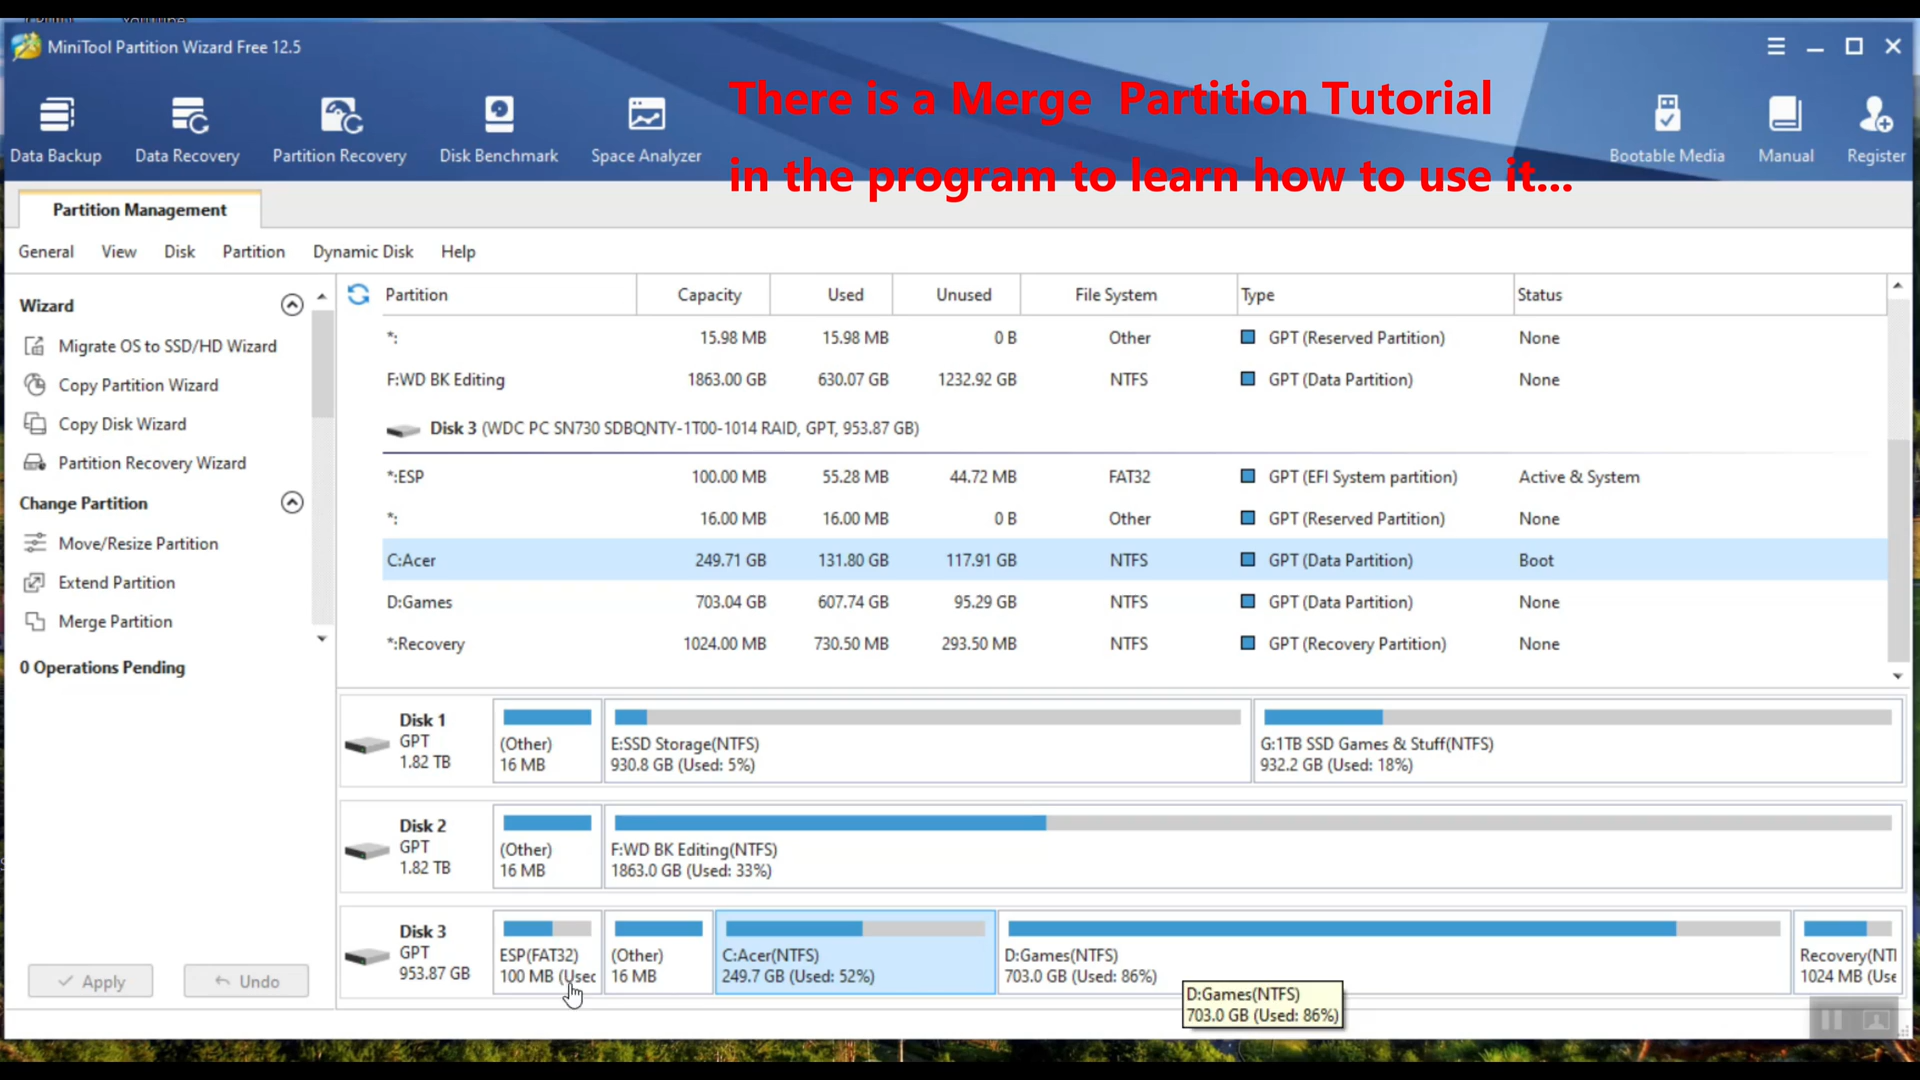 MiniTool Partition Wizard Free 12.5
There is a Merge Partition Tutorial
in the program to learn how to use it...
Data Backup
Data Recovery
Partition Recovery
Disk Benchmark
Space Analyzer
Bootable Media
Manual
Register
Partition Management
General View Disk Partition Dynamic Disk Help
Wizard
Migrate OS to SSD/HD Wizard
Copy Partition Wizard
Copy Disk Wizard
Partition Recovery Wizard
Change Partition
Move/Resize Partition
Extend Partition
Merge Partition
0 Operations Pending
Apply
Undo
Partition Capacity Used Unused File System Type Status
*: 15.98 MB 15.98 MB 0 B Other GPT (Reserved Partition) None
F:WD BK Editing 1863.00 GB 630.07 GB 1232.92 GB NTFS GPT (Data Partition) None
Disk 3 (WDC PC SN730 SDBQNTY-1T00-1014 RAID, GPT, 953.87 GB)
*:ESP 100.00 MB 55.28 MB 44.72 MB FAT32 GPT (EFI System partition) Active & System
*: 16.00 MB 16.00 MB 0 B Other GPT (Reserved Partition) None
C:Acer 249.71 GB 131.80 GB 117.91 GB NTFS GPT (Data Partition) Boot
D:Games 703.04 GB 607.74 GB 95.29 GB NTFS GPT (Data Partition) None
*:Recovery 1024.00 MB 730.50 MB 293.50 MB NTFS GPT (Recovery Partition) None
Disk 1
GPT
1.82 TB
(Other)
16 MB
E:SSD Storage(NTFS)
930.8 GB (Used: 5%)
G:1TB SSD Games & Stuff(NTFS)
932.2 GB (Used: 18%)
Disk 2
GPT
1.82 TB
(Other)
16 MB
F:WD BK Editing(NTFS)
1863.0 GB (Used: 33%)
Disk 3
GPT
953.87 GB
ESP(FAT32)
100 MB (Usec
(Other)
16 MB
C:Acer(NTFS)
249.7 GB (Used: 52%)
D:Games(NTFS)
703.0 GB (Used: 86%)
Recovery(NTI
1024 MB (Use
D:Games(NTFS)
703.0 GB (Used: 86%)